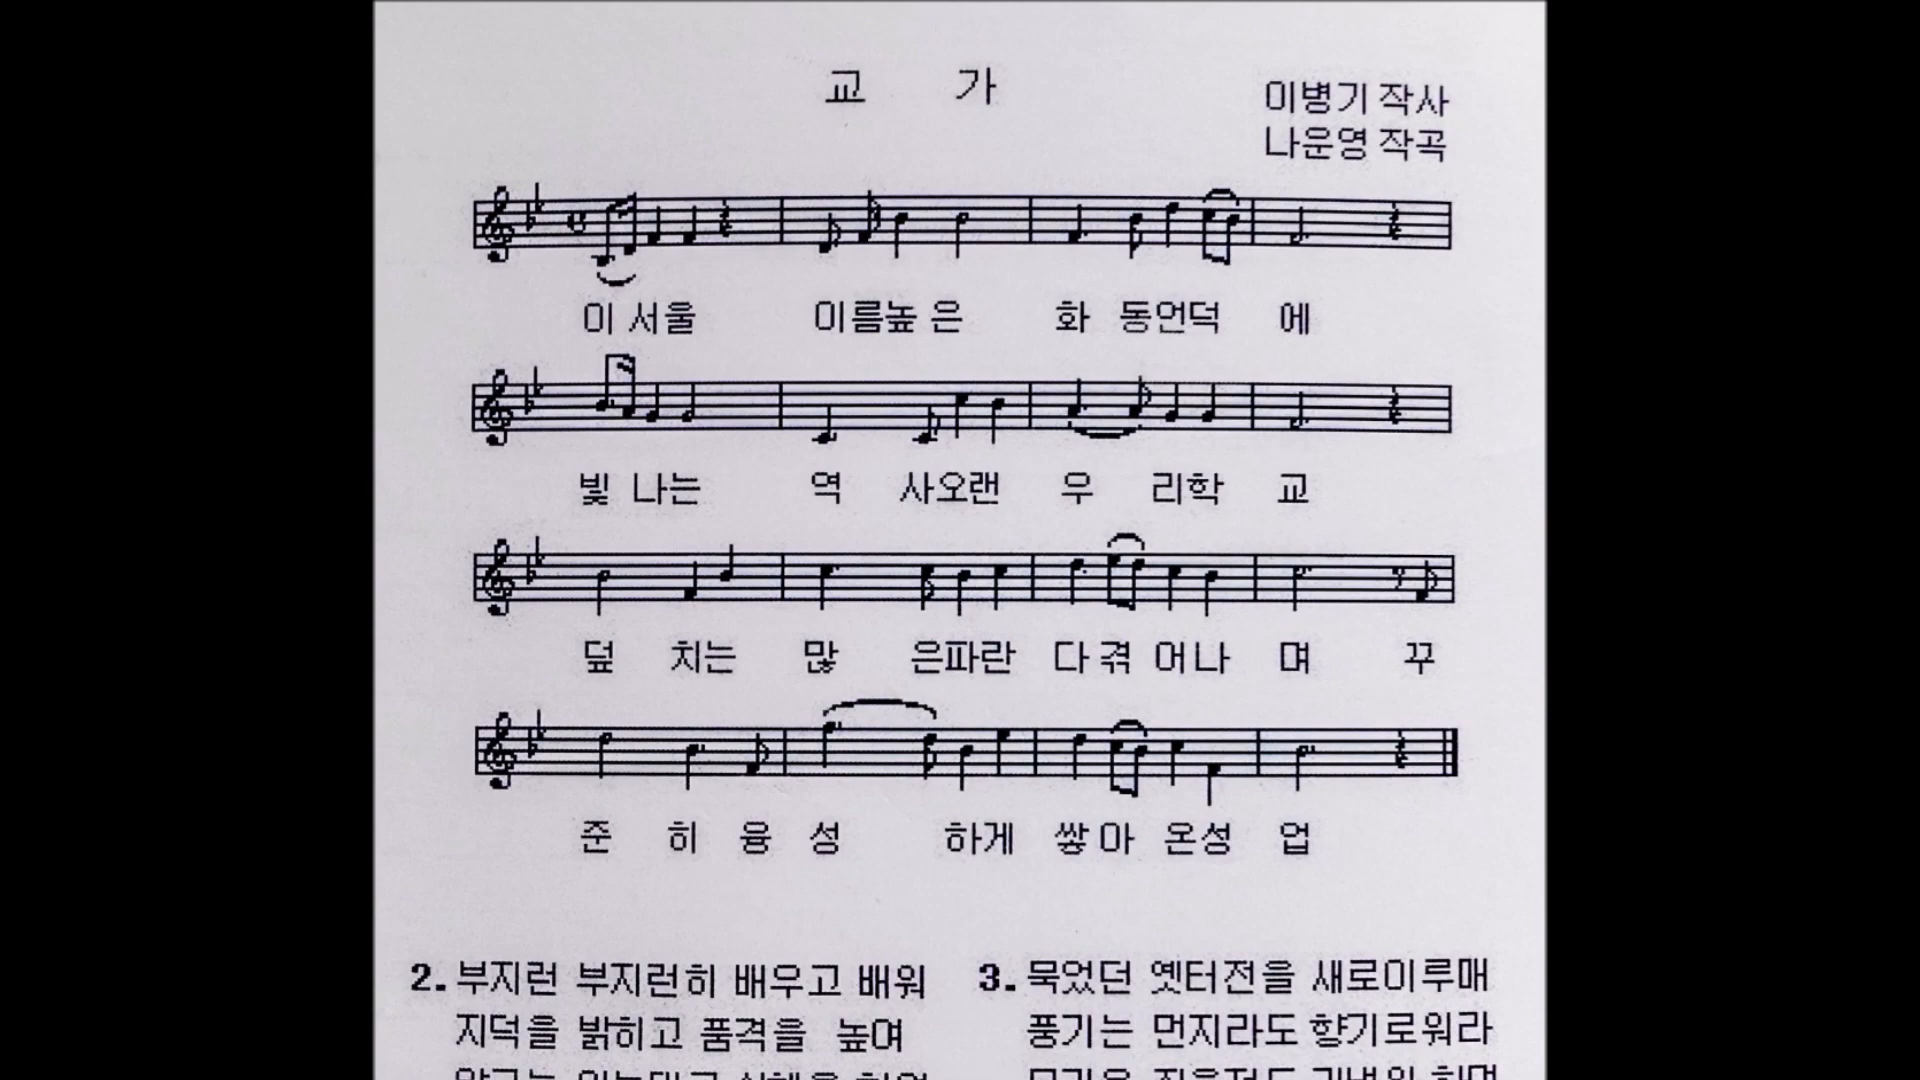 교 가
이병기 작사
나운영 작곡
이 서울 이름높 은 화 동언덕 에
빛 나는 역 사오랜 우 리학 교
덮 치는 많 은파란 다겪 어나 며 꾸
준 히 융 성 하게 쌓아 온성 업
2. 부지런 부지런히 배우고 배워
지덕을 밝히고 품격을 높여
3. 묵었던 옛터전을 새로이루매
풍기는 먼지라도 향기로워라